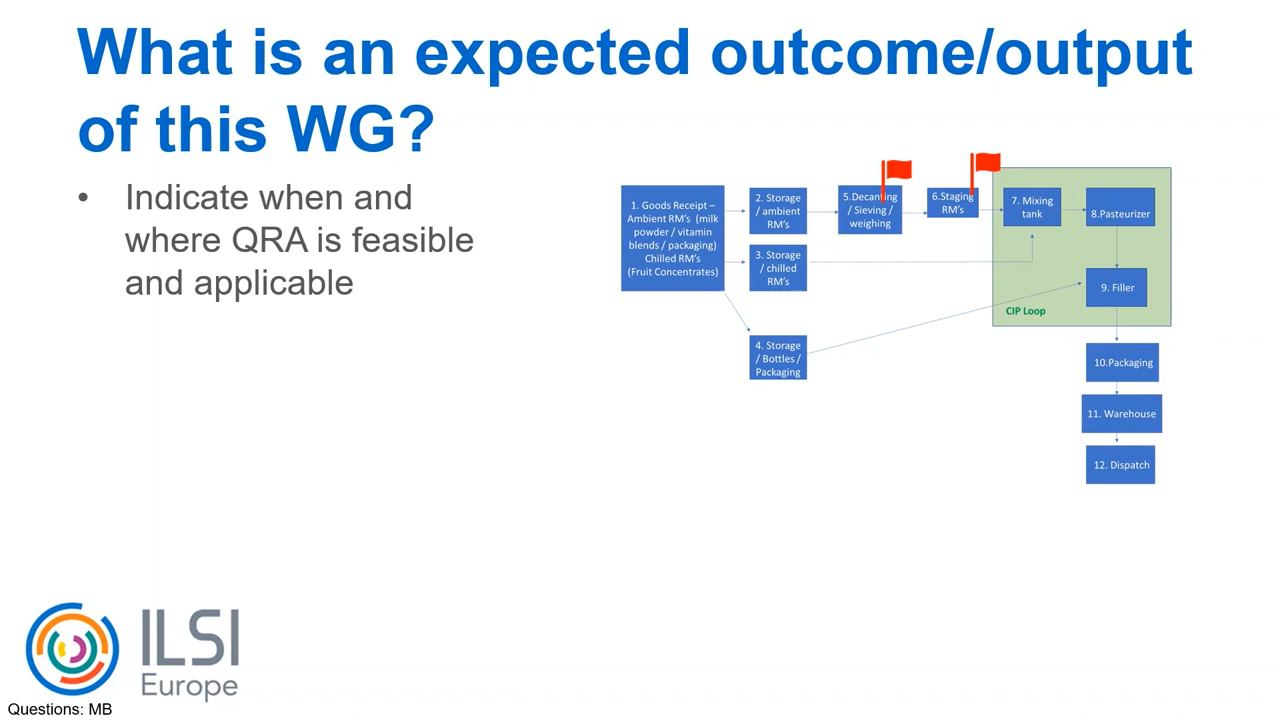 What is an expected outcome/output
of this WG?
• Indicate when and
where QRA is feasible
and applicable
1. Goods Receipt –
Ambient RM's (milk
powder / vitamin
blends / packaging)
Chilled RM's
(Fruit Concentrates)
2. Storage
/ ambient
RM's
3. Storage
/ chilled
RM's
4. Storage
/ Bottles /
Packaging
5.Decanting
/ Sieving /
weighing
6.Staging
RM's
7. Mixing
tank
8.Pasteurizer
9. Filler
CIP Loop
10.Packaging
11. Warehouse
12. Dispatch
ILSI
Europe
Questions: MB